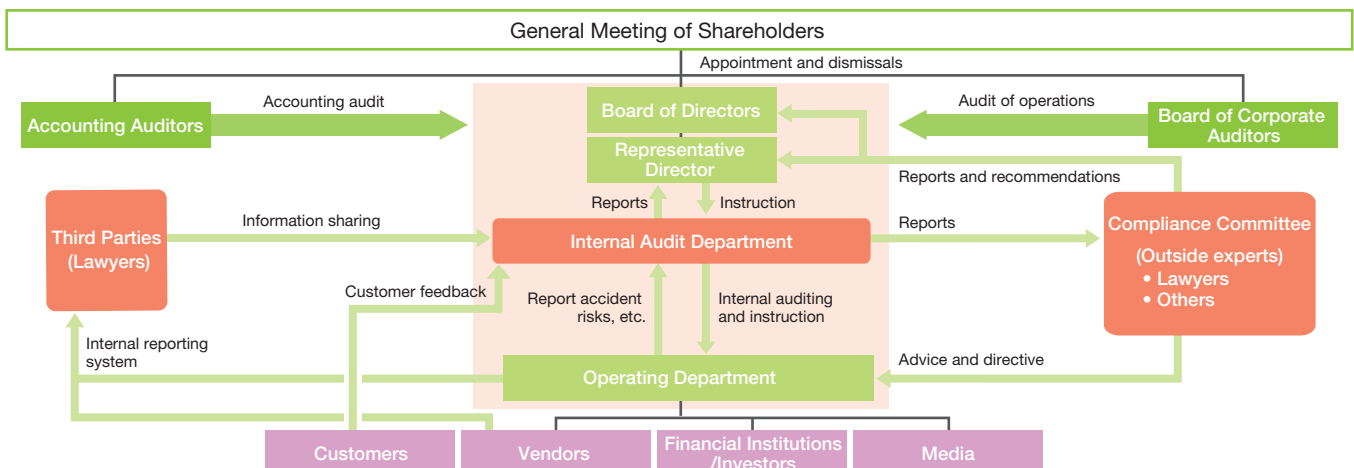 General Meeting of Shareholders
Appointment and dismissals
Accounting audit
Audit of operations
Accounting Auditors
Board of Directors
Board of Corporate
Auditors
Representative
Director
Reports and recommendations
Reports
Instruction
Third Parties
(Lawyers)
Information sharing
Internal Audit Department
Reports
Compliance Committee
(Outside experts)
• Lawyers
• Others
Customer feedback
Report accident
risks, etc.
Internal auditing
and instruction
Internal reporting
system
Advice and directive
Operating Department
Customers
Vendors
Financial Institutions
/Investors
Media